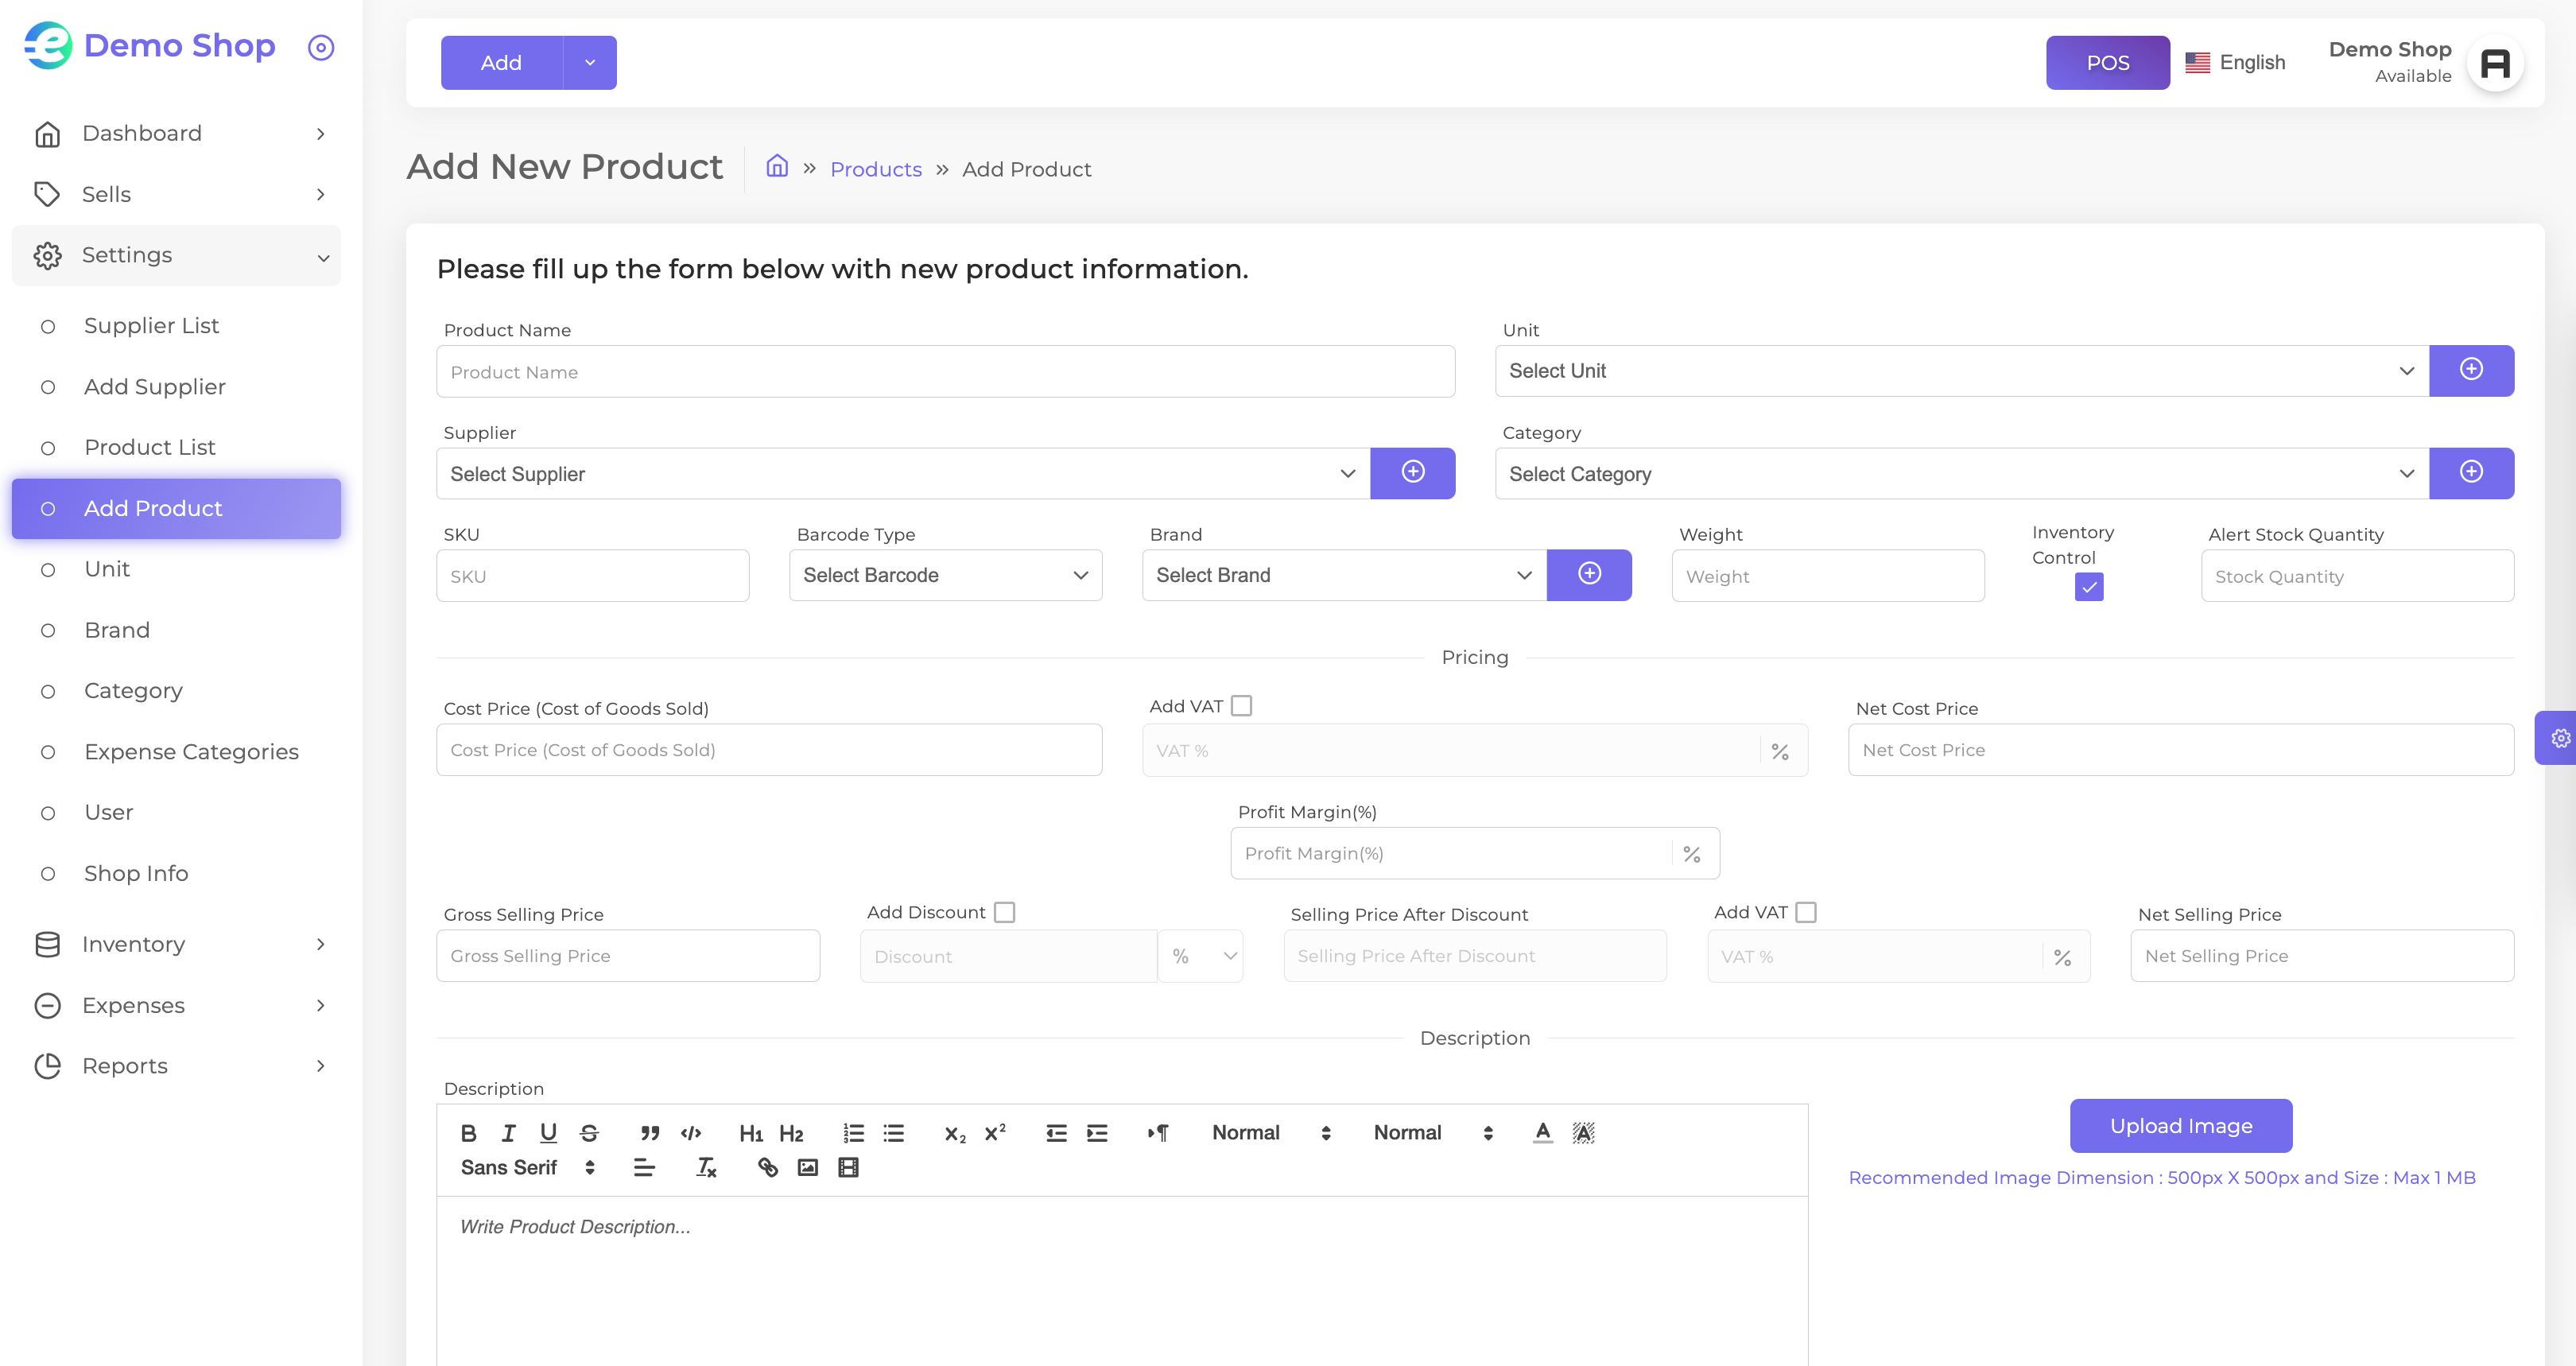 Demo Shop
Dashboard
Sells
Settings
Supplier List
Add Supplier
Product List
Add Product
Unit
Brand
Category
Expense Categories
User
Shop Info
Inventory
Expenses
Reports
Add
POS
English
Demo Shop
Available
Add New Product
» Products » Add Product
Please fill up the form below with new product information.
Product Name
Product Name
Unit
Select Unit
Supplier
Select Supplier
Category
Select Category
SKU
SKU
Barcode Type
Select Barcode
Brand
Select Brand
Weight
Weight
Inventory
Control
Alert Stock Quantity
Stock Quantity
Pricing
Cost Price (Cost of Goods Sold)
Cost Price (Cost of Goods Sold)
Add VAT
VAT %
%
Net Cost Price
Net Cost Price
Profit Margin(%)
Profit Margin(%)
%
Gross Selling Price
Gross Selling Price
Add Discount
Discount
%
Selling Price After Discount
Selling Price After Discount
Add VAT
VAT %
%
Net Selling Price
Net Selling Price
Description
Description
B I U S H1 H2 x2 x² Normal Normal A A
Sans Serif
Write Product Description...
Upload Image
Recommended Image Dimension : 500px X 500px and Size : Max 1 MB